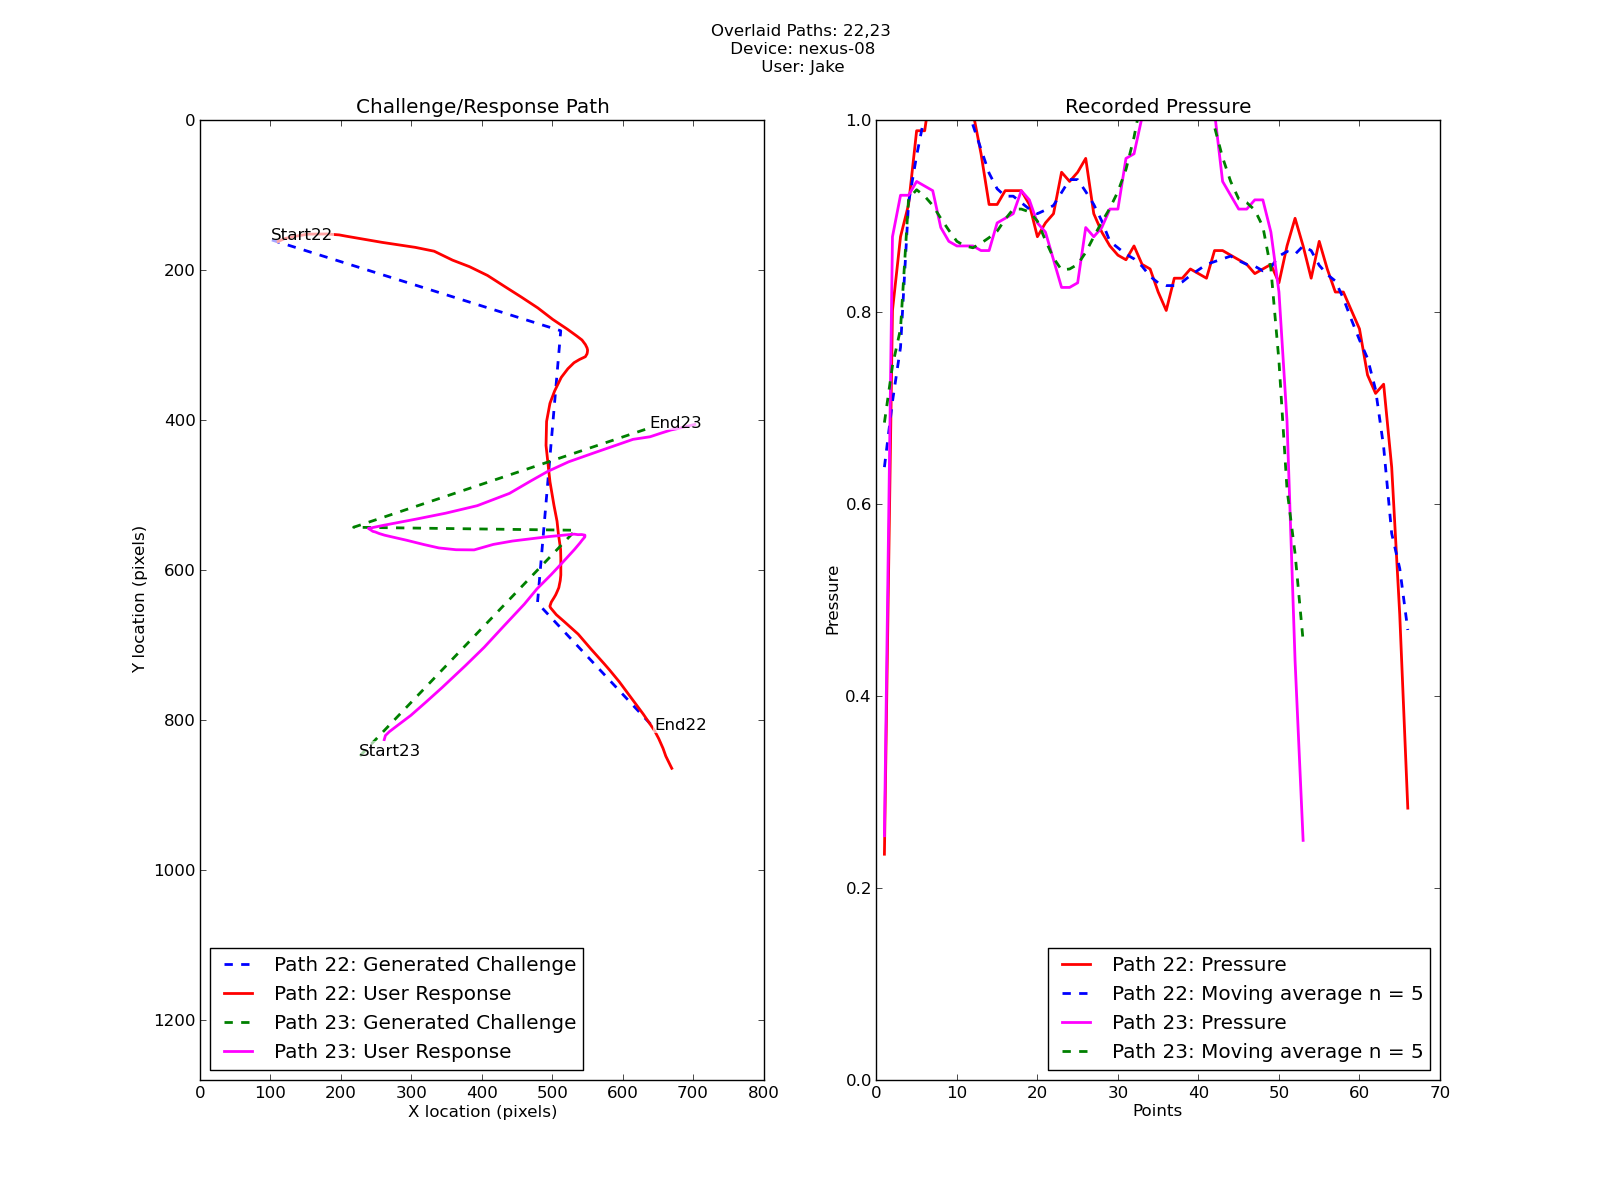 Overlaid Paths: 22,23
Device: nexus-08
User: Jake
Challenge/Response Path
0
200
400
600
800
1000
1200
Y location (pixels)
Start22
End23
End22
Start23
Path 22: Generated Challenge
Path 22: User Response
Path 23: Generated Challenge
Path 23: User Response
0 100 200 300 400 500 600 700 800
X location (pixels)
Recorded Pressure
1.0
0.8
0.6
0.4
0.2
0.0
Pressure
Path 22: Pressure
Path 22: Moving average n = 5
Path 23: Pressure
Path 23: Moving average n = 5
0 10 20 30 40 50 60 70
Points